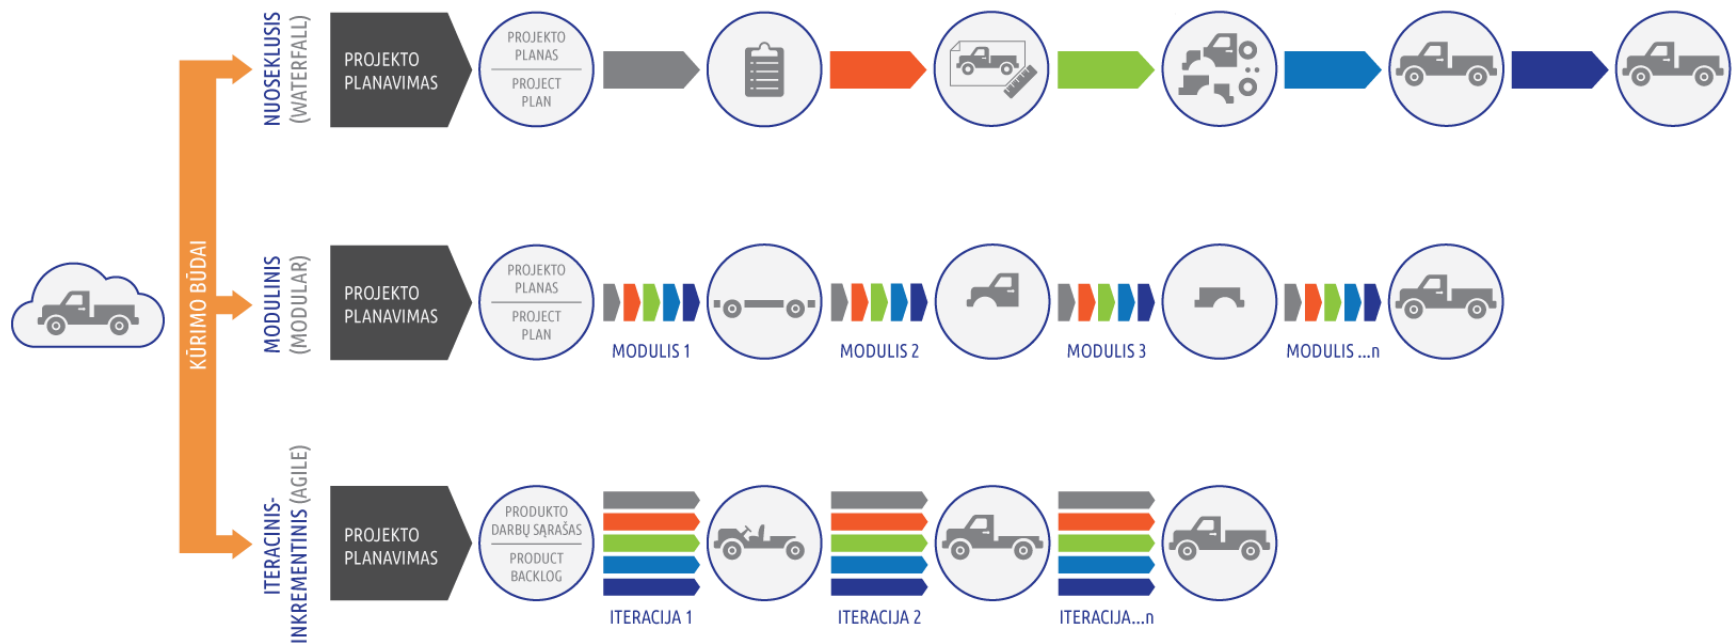 KŪRIMO BŪDAI
NUOSEKLUSIS
(WATERFALL)
PROJEKTO
PLANAVIMAS
PROJEKTO
PLANAS
PROJECT
PLAN
MODULINIS
(MODULAR)
PROJEKTO
PLANAVIMAS
PROJEKTO
PLANAS
PROJECT
PLAN
MODULIS 1
MODULIS 2
MODULIS 3
MODULIS ...n
ITERACINIS-
INKREMENTINIS (AGILE)
PROJEKTO
PLANAVIMAS
PRODUKTO
DARBŲ SĄRAŠAS
PRODUCT
BACKLOG
ITERACIJA 1
ITERACIJA 2
ITERACIJA...n